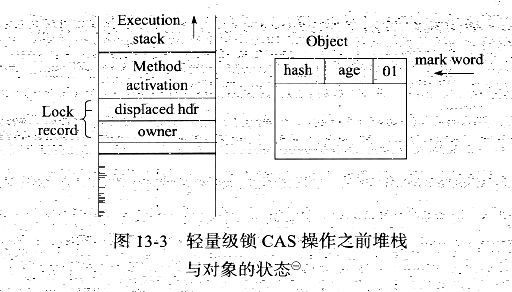 Execution
stack
Method
activation
Lock
record
displaced hdr
owner
Object
hash age 01
mark word
图 13-3 轻量级锁 CAS 操作之前堆栈
与对象的状态㊀